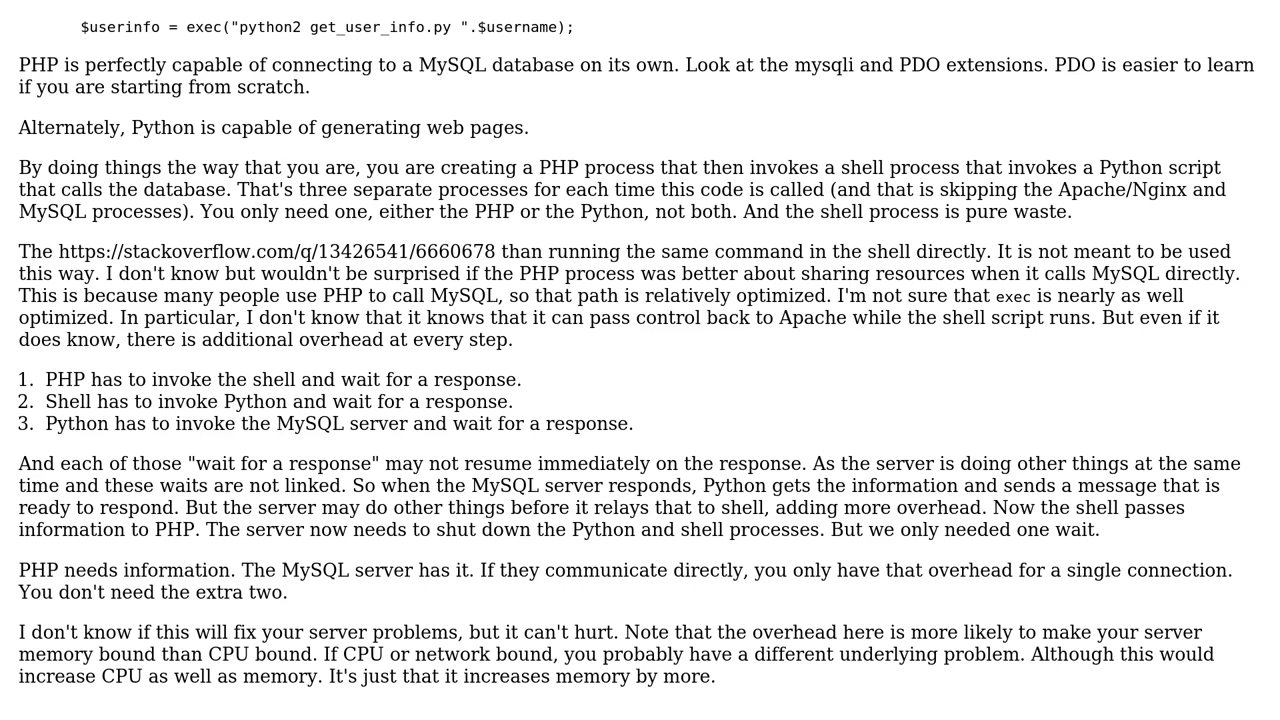 $userinfo = exec("python2 get_user_info.py ".$username);
PHP is perfectly capable of connecting to a MySQL database on its own. Look at the mysqli and PDO extensions. PDO is easier to learn
if you are starting from scratch.
Alternately, Python is capable of generating web pages.
By doing things the way that you are, you are creating a PHP process that then invokes a shell process that invokes a Python script
that calls the database. That's three separate processes for each time this code is called (and that is skipping the Apache/Nginx and
MySQL processes). You only need one, either the PHP or the Python, not both. And the shell process is pure waste.
The https://stackoverflow.com/q/13426541/6660678 than running the same command in the shell directly. It is not meant to be used
this way. I don't know but wouldn't be surprised if the PHP process was better about sharing resources when it calls MySQL directly.
This is because many people use PHP to call MySQL, so that path is relatively optimized. I'm not sure that exec is nearly as well
optimized. In particular, I don't know that it knows that it can pass control back to Apache while the shell script runs. But even if it
does know, there is additional overhead at every step.
1. PHP has to invoke the shell and wait for a response.
2. Shell has to invoke Python and wait for a response.
3. Python has to invoke the MySQL server and wait for a response.
And each of those "wait for a response" may not resume immediately on the response. As the server is doing other things at the same
time and these waits are not linked. So when the MySQL server responds, Python gets the information and sends a message that is
ready to respond. But the server may do other things before it relays that to shell, adding more overhead. Now the shell passes
information to PHP. The server now needs to shut down the Python and shell processes. But we only needed one wait.
PHP needs information. The MySQL server has it. If they communicate directly, you only have that overhead for a single connection.
You don't need the extra two.
I don't know if this will fix your server problems, but it can't hurt. Note that the overhead here is more likely to make your server
memory bound than CPU bound. If CPU or network bound, you probably have a different underlying problem. Although this would
increase CPU as well as memory. It's just that it increases memory by more.